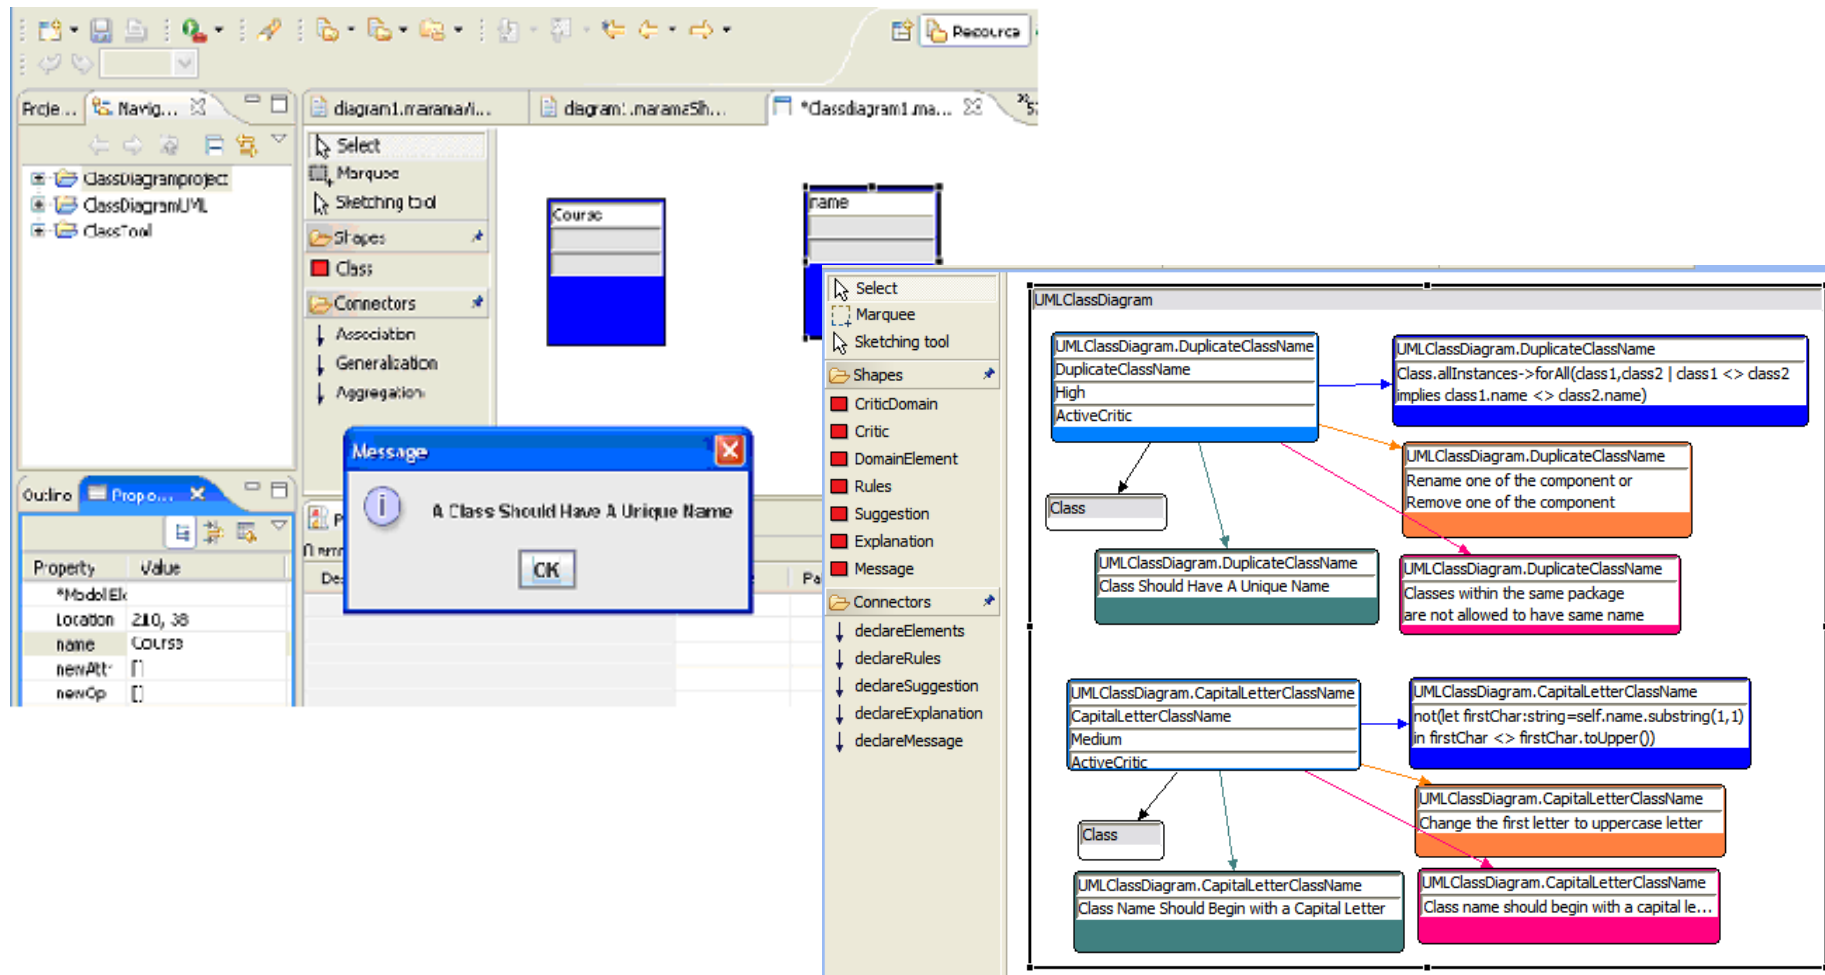 Resource
Proje...
Navig...
diagram1.marama/i...
diagram1.maramaSh...
*Classdiagram1.ma...
ClassDiagramproject
ClassDiagramUML
ClassTool
Select
Marquee
Sketching tool
Shapes
Class
Connectors
Association
Generalization
Aggregation
Course
name
Message
A Class Should Have A Unique Name
OK
Outline
Prope...
Property Value
Location 210, 38
name Course
newAttr []
newOp []
Select
Marquee
Sketching tool
Shapes
CriticDomain
Critic
DomainElement
Rules
Suggestion
Explanation
Message
Connectors
declareElements
declareRules
declareSuggestion
declareExplanation
declareMessage
UMLClassDiagram
UMLClassDiagram.DuplicateClassName
DuplicateClassName
High
ActiveCritic
UMLClassDiagram.DuplicateClassName
Class.allInstances->forAll(class1,class2 | class1 <> class2
implies class1.name <> class2.name)
UMLClassDiagram.DuplicateClassName
Rename one of the component or
Remove one of the component
Class
UMLClassDiagram.DuplicateClassName
Class Should Have A Unique Name
UMLClassDiagram.DuplicateClassName
Classes within the same package
are not allowed to have same name
UMLClassDiagram.CapitalLetterClassName
CapitalLetterClassName
Medium
ActiveCritic
UMLClassDiagram.CapitalLetterClassName
not(let firstChar:string=self.name.substring(1,1)
in firstChar <> firstChar.toUpper())
UMLClassDiagram.CapitalLetterClassName
Change the first letter to uppercase letter
Class
UMLClassDiagram.CapitalLetterClassName
Class Name Should Begin with a Capital Letter
UMLClassDiagram.CapitalLetterClassName
Class name should begin with a capital le...